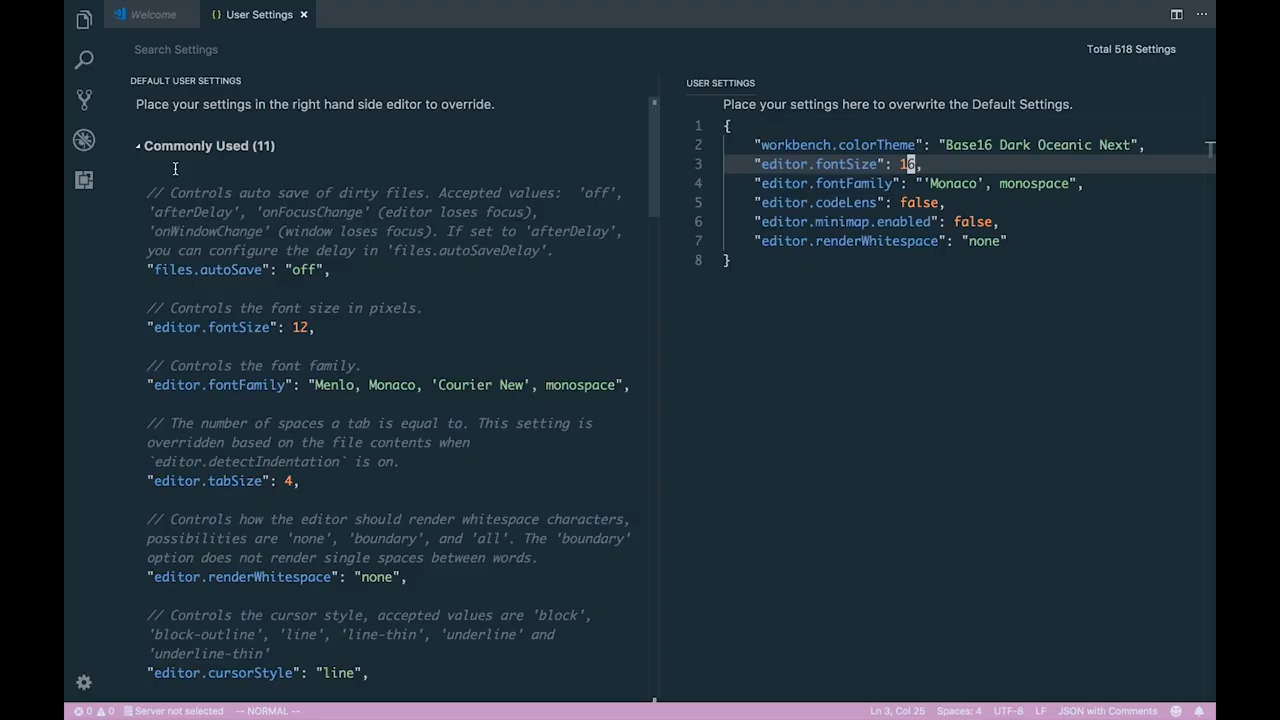 Welcome
{} User Settings ×
Search Settings
Total 518 Settings
DEFAULT USER SETTINGS
Place your settings in the right hand side editor to override.
Commonly Used (11)
// Controls auto save of dirty files. Accepted values:  'off',
'afterDelay', 'onFocusChange' (editor loses focus),
'onWindowChange' (window loses focus). If set to 'afterDelay',
you can configure the delay in 'files.autoSaveDelay'.
"files.autoSave": "off",
// Controls the font size in pixels.
"editor.fontSize": 12,
// Controls the font family.
"editor.fontFamily": "Menlo, Monaco, 'Courier New', monospace",
// The number of spaces a tab is equal to. This setting is
overridden based on the file contents when
`editor.detectIndentation` is on.
"editor.tabSize": 4,
// Controls how the editor should render whitespace characters,
possibilities are 'none', 'boundary', and 'all'. The 'boundary'
option does not render single spaces between words.
"editor.renderWhitespace": "none",
// Controls the cursor style, accepted values are 'block',
'block-outline', 'line', 'line-thin', 'underline' and
'underline-thin'
"editor.cursorStyle": "line",
USER SETTINGS
Place your settings here to overwrite the Default Settings.
1 {
2 "workbench.colorTheme": "Base16 Dark Oceanic Next",
3 "editor.fontSize": 16,
4 "editor.fontFamily": "'Monaco', monospace",
5 "editor.codeLens": false,
6 "editor.minimap.enabled": false,
7 "editor.renderWhitespace": "none"
8 }
0 0 Server not selected -- NORMAL -- Ln 3, Col 25 Spaces: 4 UTF-8 LF JSON with Comments